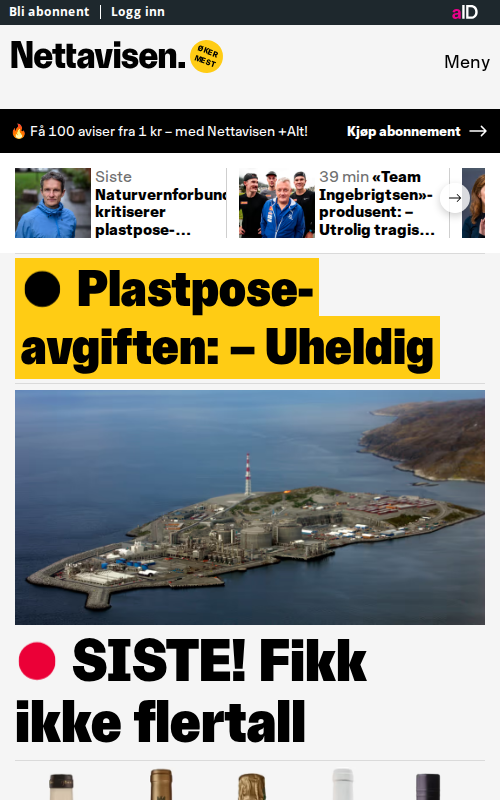 Bli abonnent | Logg inn
aID
Nettavisen.
ØKER
MEST
Meny
🔥 Få 100 aviser fra 1 kr – med Nettavisen +Alt!
Kjøp abonnement →
Siste
Naturvernforbund
kritiserer
plastpose-...
39 min «Team
Ingebrigtsen»-
produsent: –
Utrolig tragis...
Plastpose-
avgiften: – Uheldig
SISTE! Fikk
ikke flertall